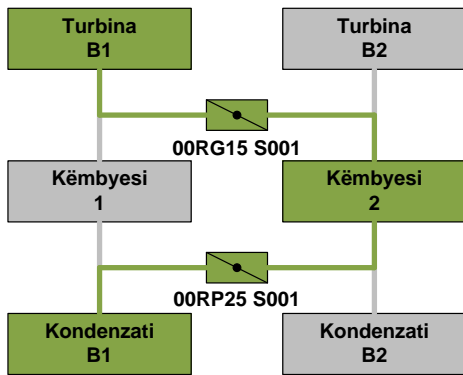 Turbina
B1
Turbina
B2
00RG15 S001
Këmbyesi
1
Këmbyesi
2
00RP25 S001
Kondenzati
B1
Kondenzati
B2